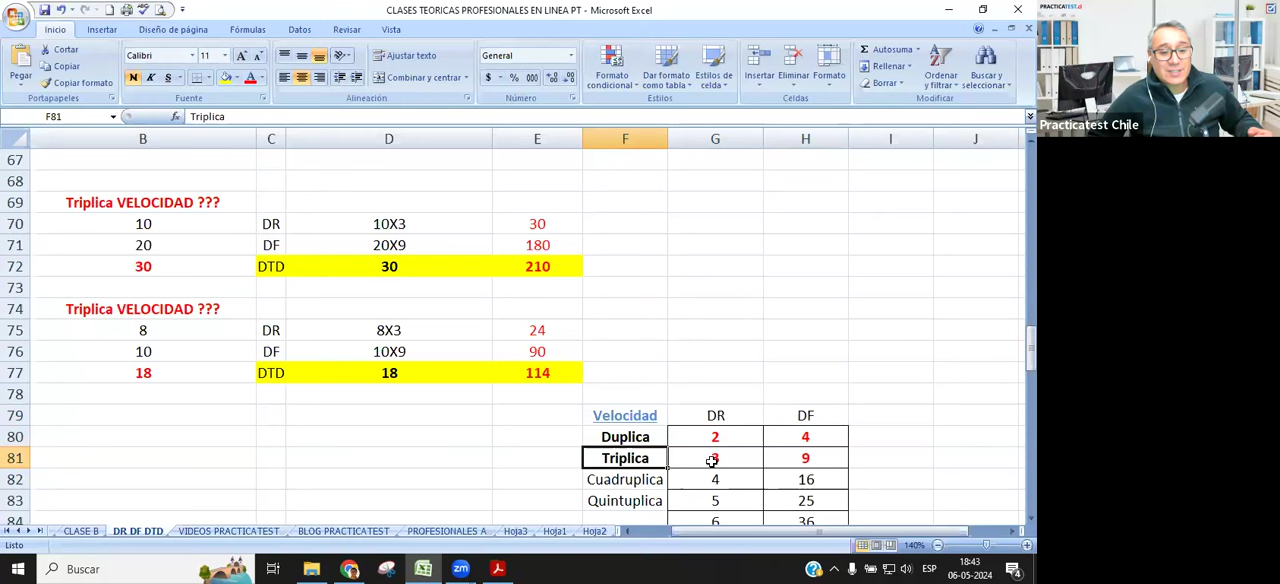 CLASES TEORICAS PROFESIONALES EN LINEA PT - Microsoft Excel
Inicio Insertar Diseño de página Fórmulas Datos Revisar Vista
Pegar
Cortar
Copiar
Copiar formato
Portapapeles
Calibri 11
N K S
Fuente
Ajustar texto
Combinar y centrar
Alineación
General
% 000
Número
Formato condicional
Dar formato como tabla
Estilos de celda
Estilos
Insertar Eliminar Formato
Celdas
Autosuma
Rellenar
Borrar
Ordenar y filtrar
Buscar y seleccionar
Modificar
F81 fx Triplica
B C D E F G H I J
67
68
69 Triplica VELOCIDAD ???
70 10 DR 10X3 30
71 20 DF 20X9 180
72 30 DTD 30 210
73
74 Triplica VELOCIDAD ???
75 8 DR 8X3 24
76 10 DF 10X9 90
77 18 DTD 18 114
78
79 Velocidad DR DF
80 Duplica 2 4
81 Triplica 3 9
82 Cuadruplica 4 16
83 Quintuplica 5 25
84 6 36
CLASE B DR DF DTD VIDEOS PRACTICATEST BLOG PRACTICATEST PROFESIONALES A Hoja3 Hoja1 Hoja2
Listo 140%
Buscar
ESP
18:43
06-05-2024
4
PRACTICATEST.cl
Practicatest Chile